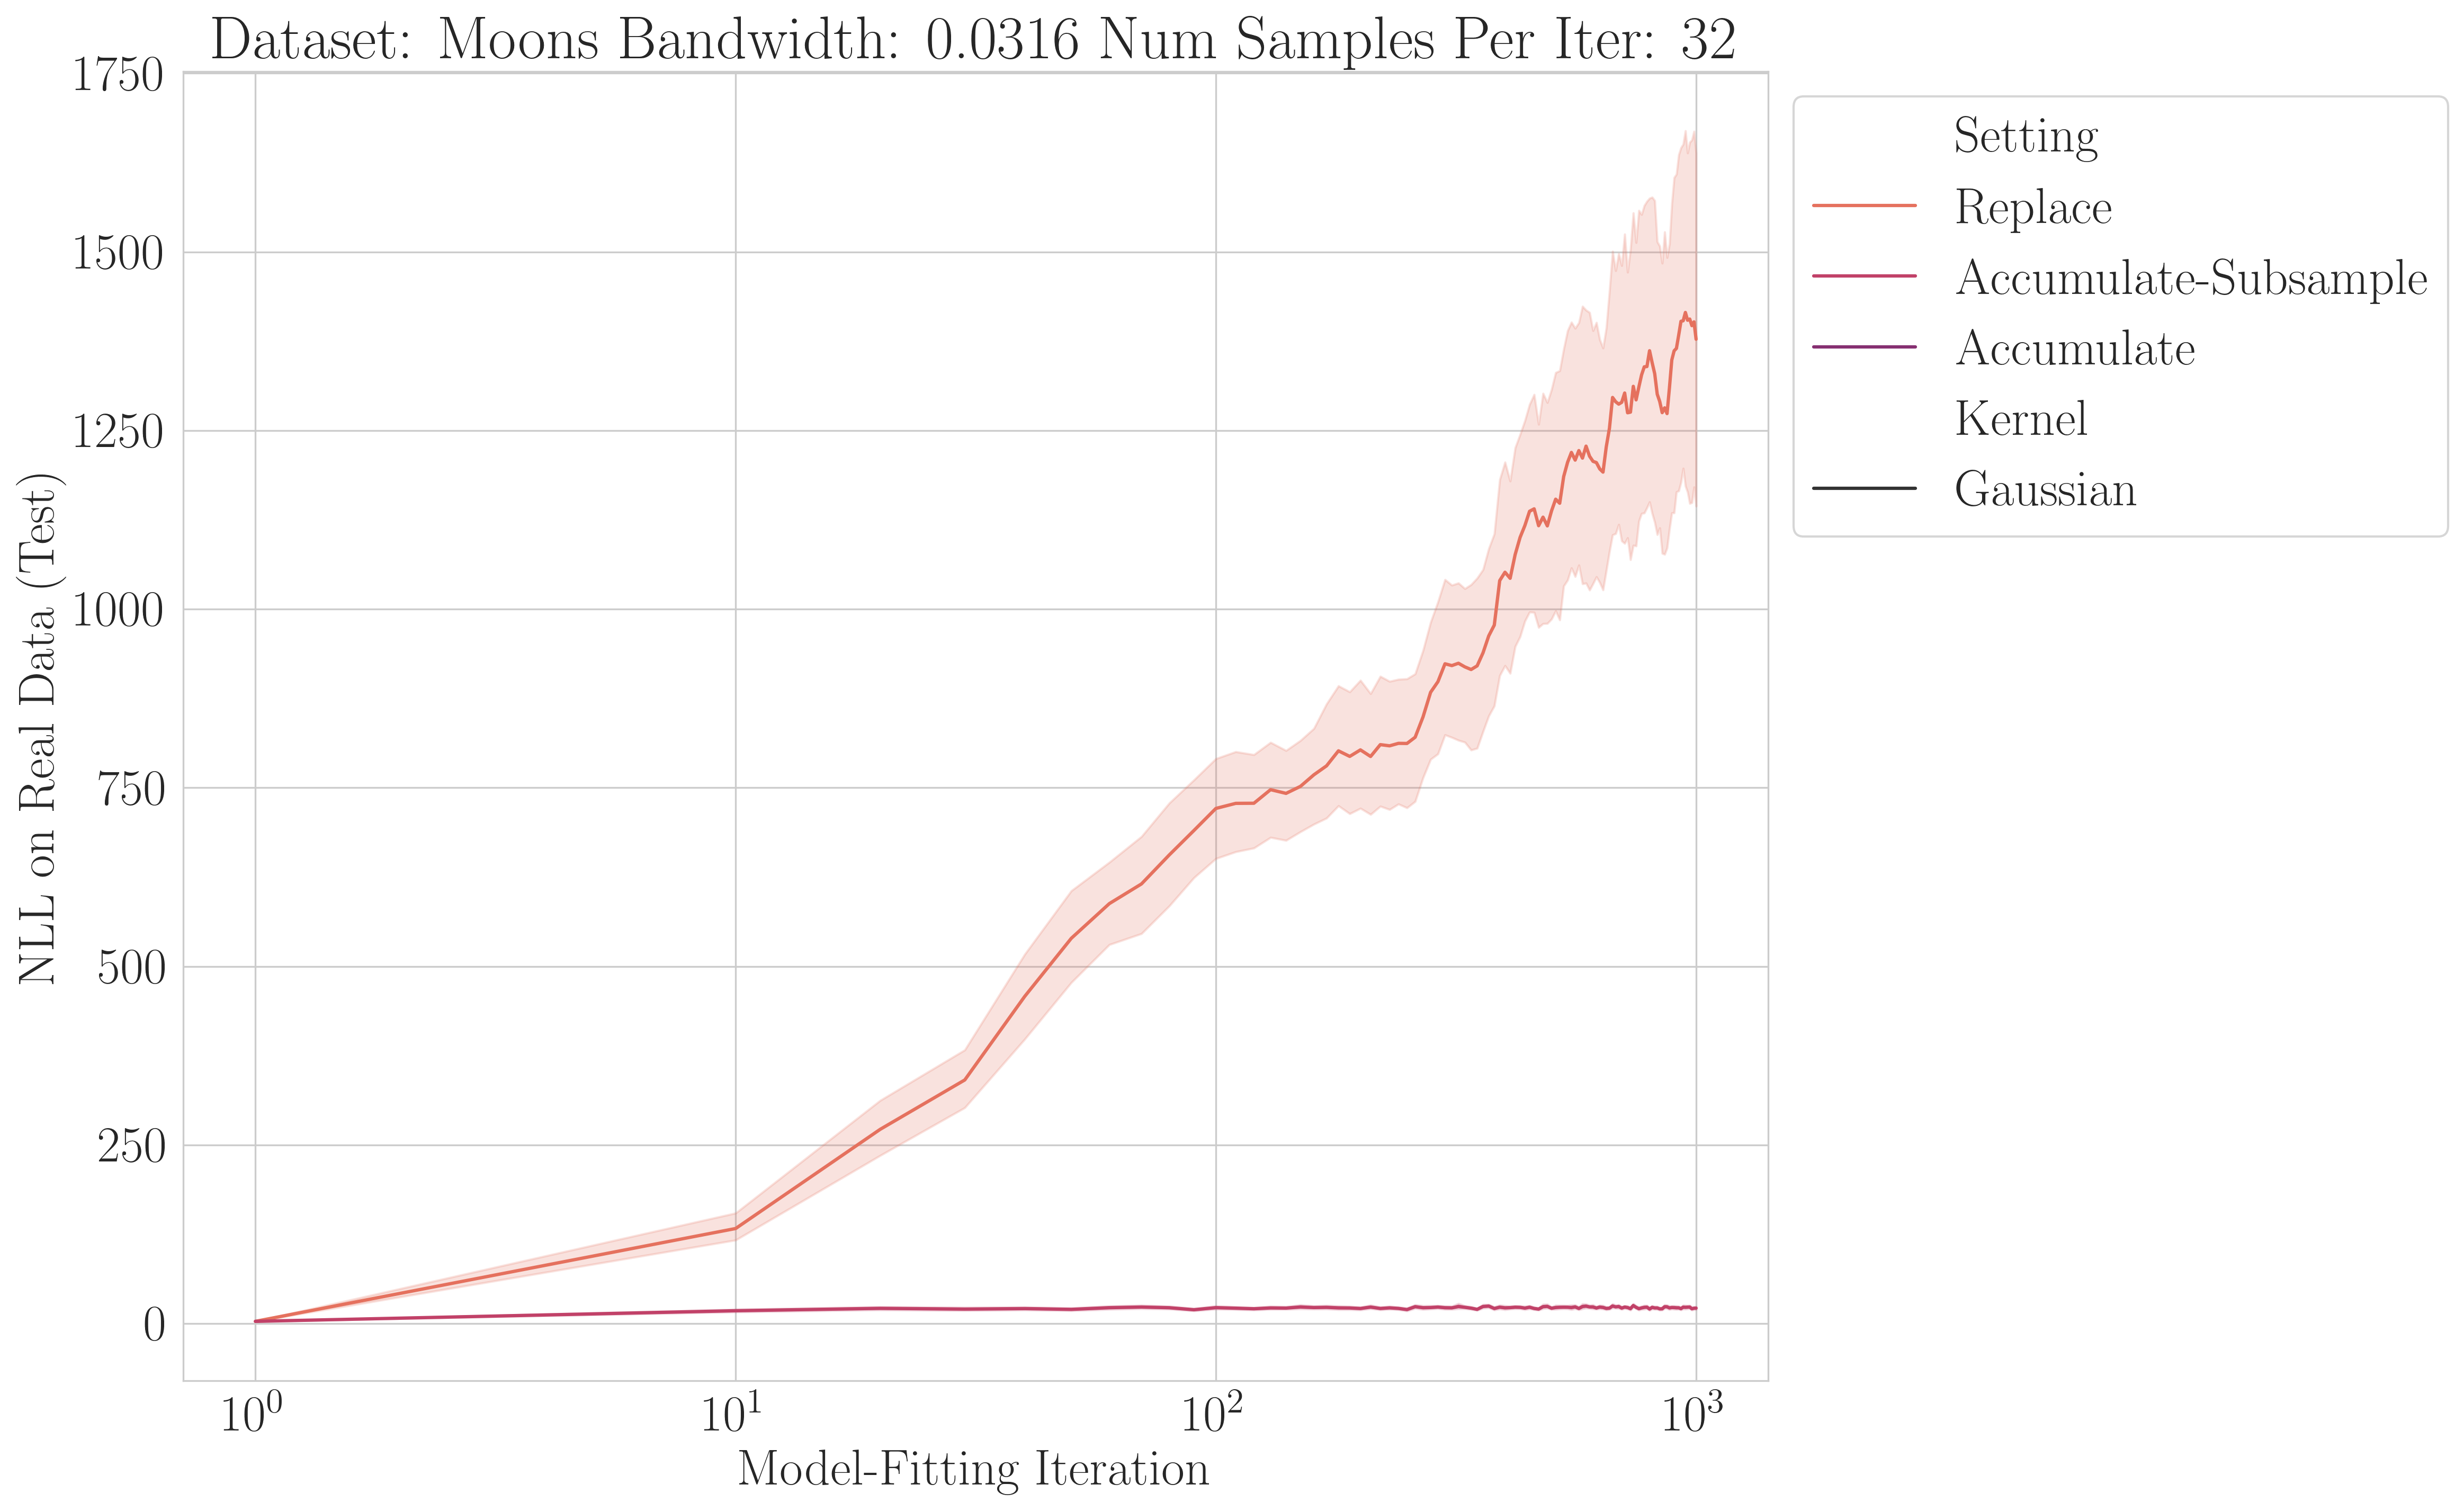 Dataset: Moons Bandwidth: 0.0316 Num Samples Per Iter: 32
NLL on Real Data (Test)
1750
1500
1250
1000
750
500
250
0
10^0
10^1
10^2
10^3
Model-Fitting Iteration
Setting
Replace
Accumulate-Subsample
Accumulate
Kernel
Gaussian